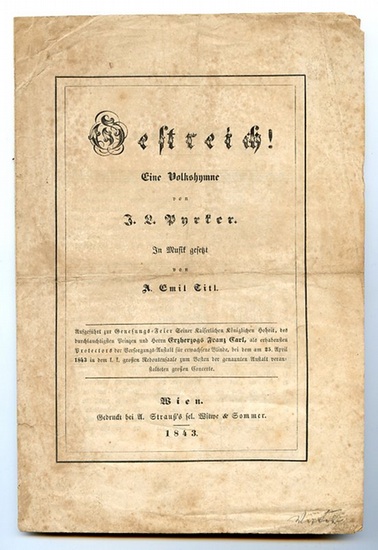 Oestreich!
Eine Volkshymne
von
J. L. Pyrker.
In Musik gesetzt
von
A. Emil Titl.
Aufgeführt zur Genesungs-Feier Seiner Kaiserlichen Königlichen Hoheit, des
durchlauchtigsten Prinzen und Herrn Erzherzogs Franz Carl, als erhabensten
Protectors der Versorgungs-Anstalt für erwachsene Blinde, bei dem am 25. April
1843 in dem k. k. großen Redoutensaale zum Besten der genannten Anstalt veran-
stalteten großen Concerte.
Wien.
Gedruckt bei A. Strauß's sel. Witwe & Sommer.
1843.